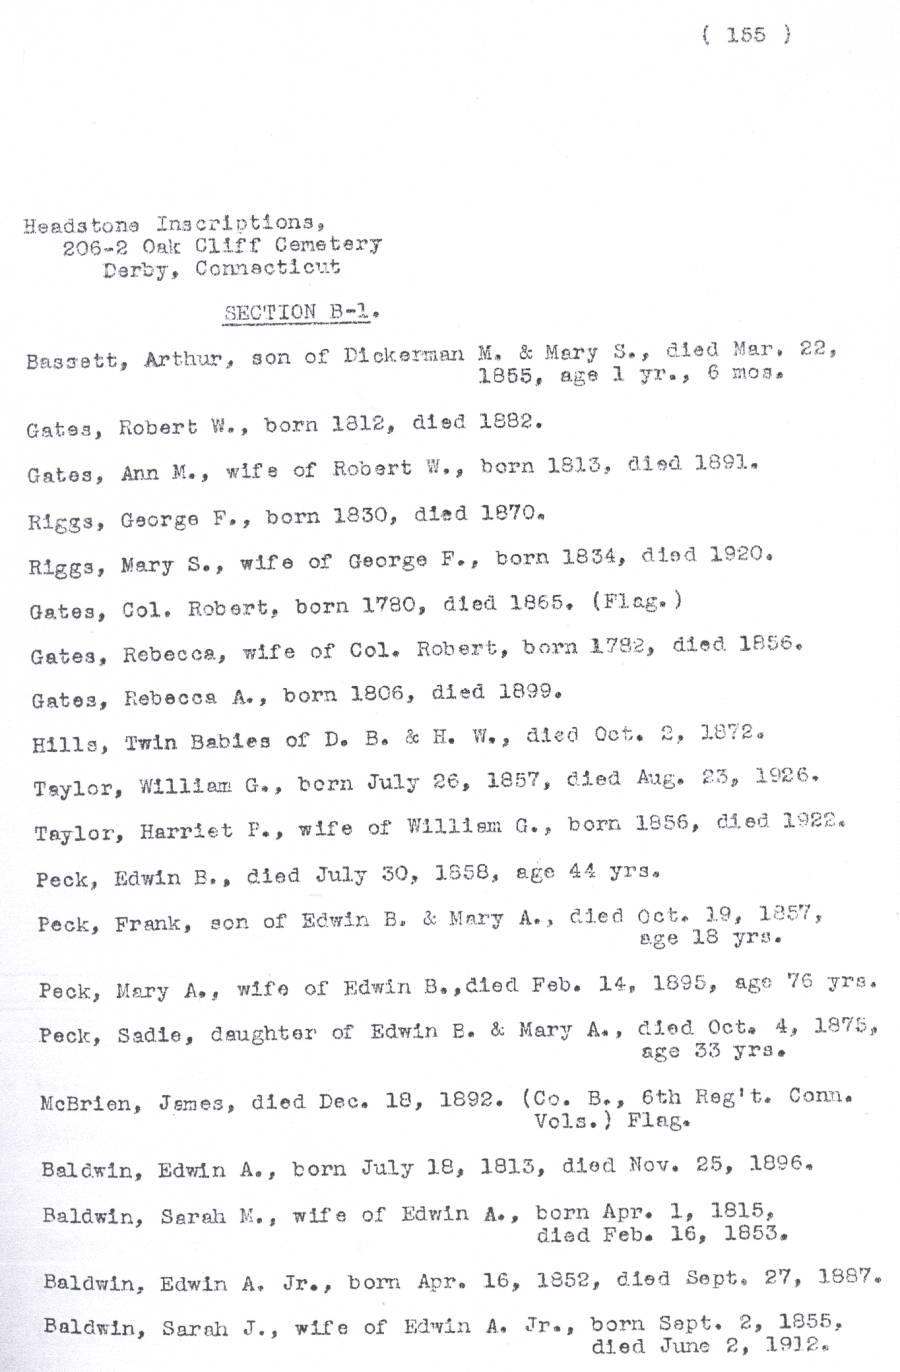 ( 155 )
Headstone Inscriptions,
206-2 Oak Cliff Cemetery
Derby, Connecticut
SECTION B-1.
Bassett, Arthur, son of Dickerman M. & Mary S., died Mar. 22,
1855, age 1 yr., 6 mos.
Gates, Robert W., born 1812, died 1882.
Gates, Ann M., wife of Robert W., born 1813, died 1891.
Riggs, George F., born 1830, died 1870.
Riggs, Mary S., wife of George F., born 1834, died 1920.
Gates, Col. Robert, born 1780, died 1865. (Flag.)
Gates, Rebecca, wife of Col. Robert, born 1782, died 1856.
Gates, Rebecca A., born 1806, died 1899.
Hills, Twin Babies of D. B. & H. W., died Oct. 2, 1872.
Taylor, William G., born July 26, 1857, died Aug. 23, 1926.
Taylor, Harriet P., wife of William G., born 1856, died 1922.
Peck, Edwin B., died July 30, 1858, age 44 yrs.
Peck, Frank, son of Edwin B. & Mary A., died Oct. 19, 1857,
age 18 yrs.
Peck, Mary A., wife of Edwin B.,died Feb. 14, 1895, age 76 yrs.
Peck, Sadie, daughter of Edwin B. & Mary A., died Oct. 4, 1875,
age 33 yrs.
McBrien, James, died Dec. 18, 1892. (Co. B., 6th Reg't. Conn.
Vols.) Flag.
Baldwin, Edwin A., born July 18, 1813, died Nov. 25, 1896.
Baldwin, Sarah M., wife of Edwin A., born Apr. 1, 1815,
died Feb. 16, 1853.
Baldwin, Edwin A. Jr., born Apr. 16, 1852, died Sept. 27, 1887.
Baldwin, Sarah J., wife of Edwin A. Jr., born Sept. 2, 1855,
died June 2, 1912.